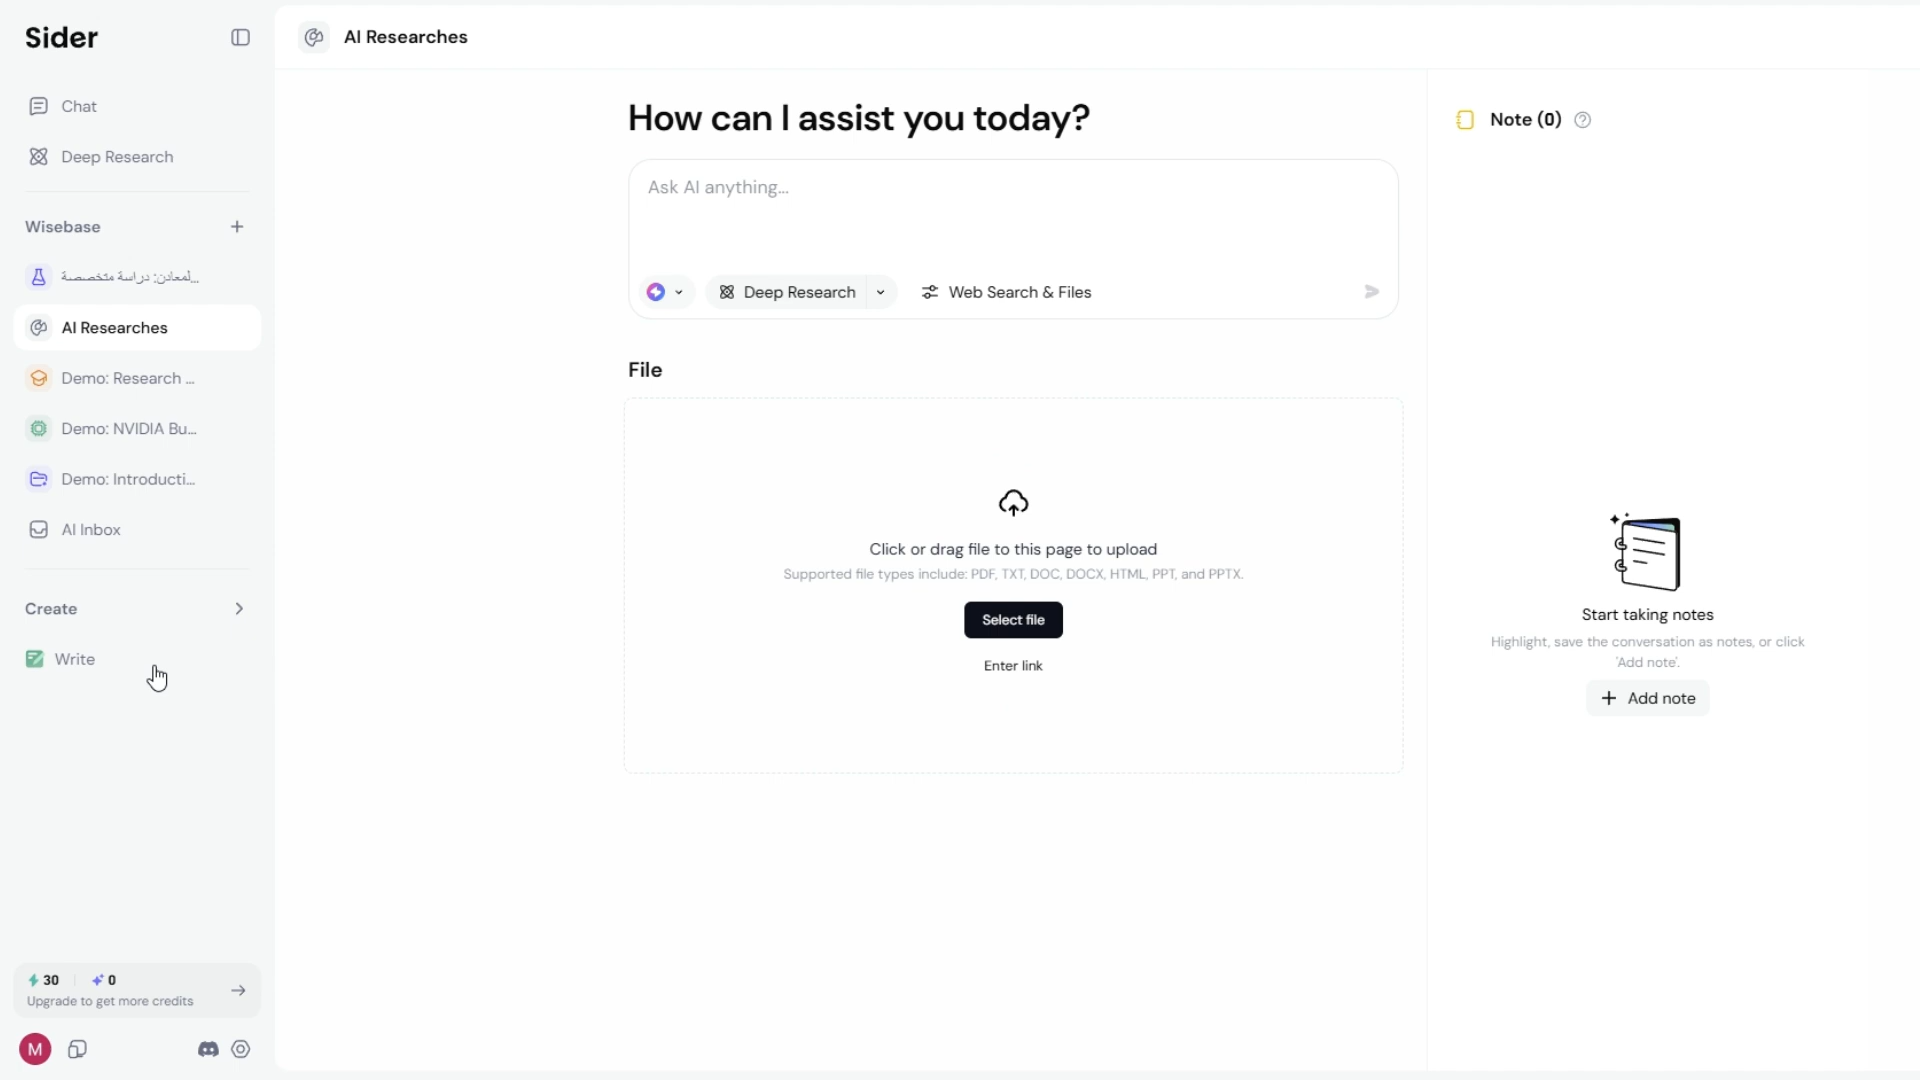 Sider
Chat
Deep Research
Wisebase
لمعادن: دراسة متخصصة...
AI Researches
Demo: Research ...
Demo: NVIDIA Bu...
Demo: Introducti...
AI Inbox
Create
Write
30
0
Upgrade to get more credits
M
AI Researches
How can I assist you today?
Ask AI anything...
Deep Research
Web Search & Files
File
Click or drag file to this page to upload
Supported file types include: PDF, TXT, DOC, DOCX, HTML, PPT, and PPTX.
Select file
Enter link
Note (0)
Start taking notes
Highlight, save the conversation as notes, or click
'Add note'.
Add note